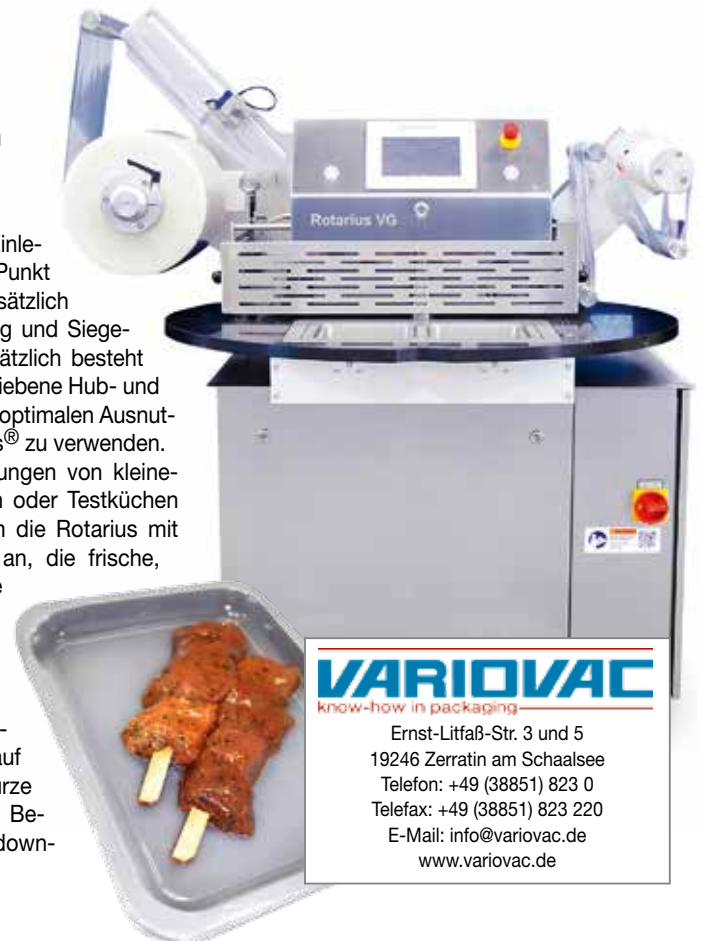 inle-
Punkt
sätzlich
g und Siege-
ätzlich besteht
iebene Hub- und
optimalen Ausnut-
s® zu verwenden.
ungen von kleine-
n oder Testküchen
n die Rotarius mit
an, die frische,
e
-
auf
urze
Be-
down-
Rotarius VG
VARIOVAC
know-how in packaging
Ernst-Litfaß-Str. 3 und 5
19246 Zerratin am Schaalsee
Telefon: +49 (38851) 823 0
Telefax: +49 (38851) 823 220
E-Mail: info@variovac.de
www.variovac.de